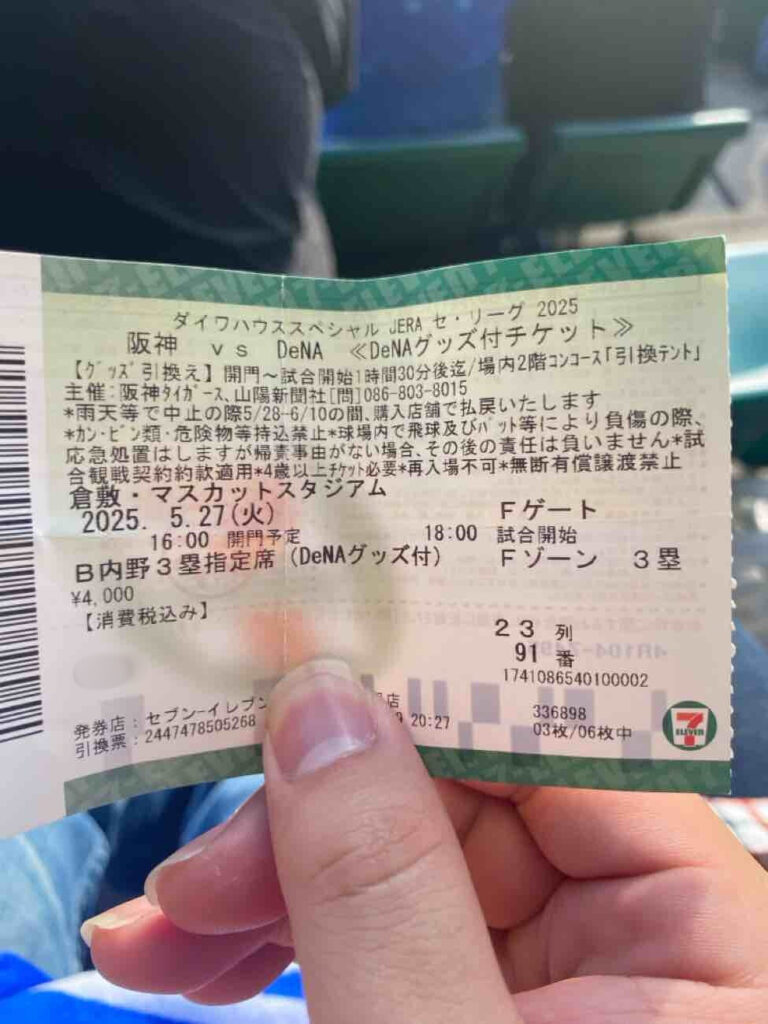 ダイワハウススペシャル JERA セ・リーグ 2025
阪神 vs DeNA ≪DeNAグッズ付チケット≫
【グッズ引換え】開門～試合開始1時間30分後迄/場内2階コンコース「引換テント」
主催:阪神タイガース、山陽新聞社[問]086-803-8015
*雨天等で中止の際5/28-6/10の間、購入店舗で払戻いたします
*カン・ビン類・危険物等持込禁止*球場内で飛球及びバット等により負傷の際、
応急処置はしますが帰責事由がない場合、その後の責任は負いません*試
合観戦契約約款適用*4歳以上チケット必要*再入場不可*無断有償譲渡禁止
倉敷・マスカットスタジアム
2025. 5.27(火) Fゲート
16:00 開門予定 18:00 試合開始
B内野3塁指定席(DeNAグッズ付) Fゾーン 3塁
¥4,000
【消費税込み】
23 列
91 番
1741086540100002
発券店:セブン-イレブン 店
引換票:2447478505268 20:27
336898
03枚/06枚中
7
ELEVEN